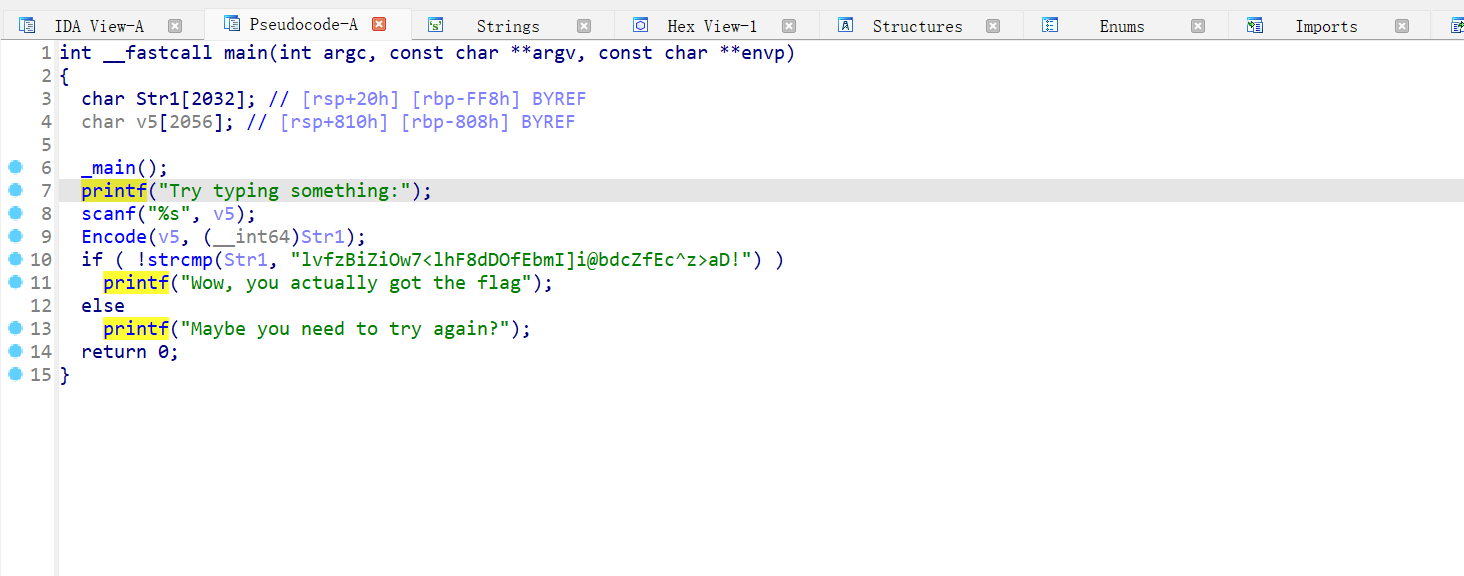 IDA View-A Pseudocode-A Strings Hex View-1 Structures Enums Imports
1 int __fastcall main(int argc, const char **argv, const char **envp)
2 {
3 char Str1[2032]; // [rsp+20h] [rbp-FF8h] BYREF
4 char v5[2056]; // [rsp+810h] [rbp-808h] BYREF
5
6 _main();
7 printf("Try typing something:");
8 scanf("%s", v5);
9 Encode(v5, (__int64)Str1);
10 if ( !strcmp(Str1, "lvfzBiZiOw7<lhF8dDOfEbmI]i@bdcZfEc^z>aD!") )
11 printf("Wow, you actually got the flag");
12 else
13 printf("Maybe you need to try again?");
14 return 0;
15 }